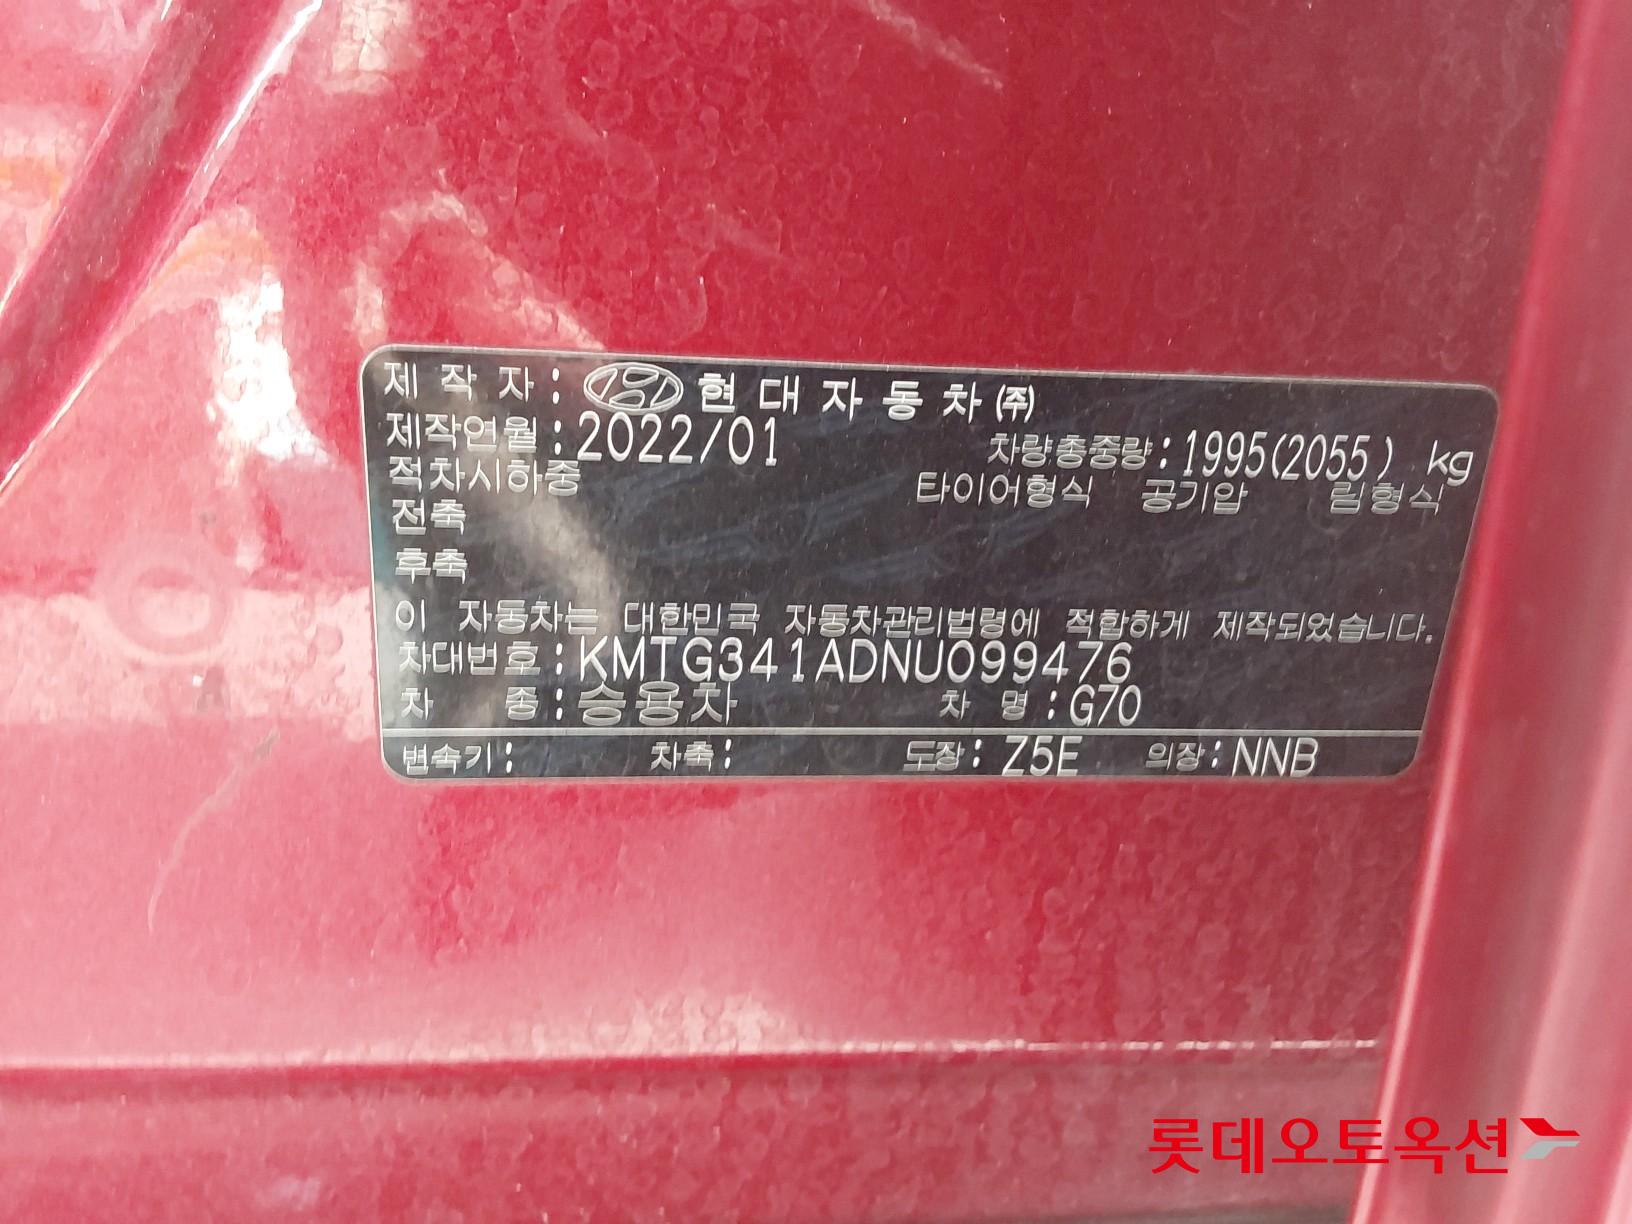 제 작 자 : 현 대 자 동 차 (주)
제작연월 : 2022/01 차량총중량 : 1995(2055) kg
적차시하중 타이어형식 공기압 림형식
전축
후축
이 자동차는 대한민국 자동차관리법령에 적합하게 제작되었습니다.
차대번호 : KMTG341ADNU099476
차 종 : 승용차 차 명 : G70
변속기 : 차축 : 도장 : Z5E 의장 : NNB
롯데오토옥션